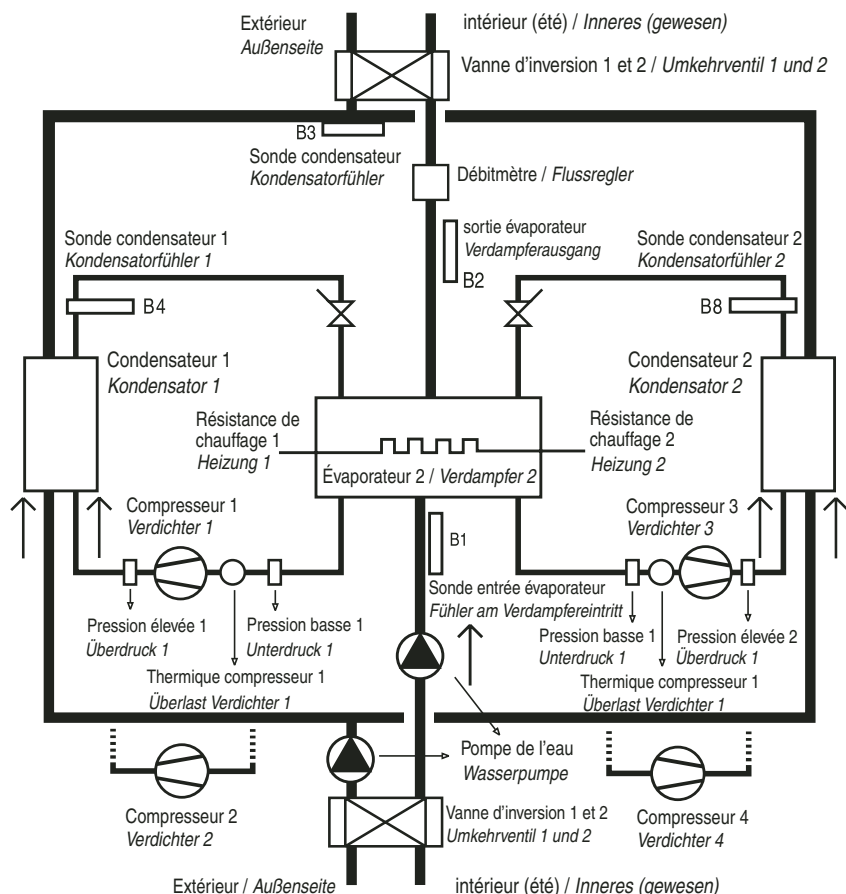 Extérieur
Außenseite
intérieur (été) / Inneres (gewesen)
Vanne d'inversion 1 et 2 / Umkehrventil 1 und 2
B3
Sonde condensateur
Kondensatorfühler
Débitmètre / Flussregler
Sonde condensateur 1
Kondensatorfühler 1
sortie évaporateur
Verdampferausgang
B2
Sonde condensateur 2
Kondensatorfühler 2
B4
B8
Condensateur 1
Kondensator 1
Condensateur 2
Kondensator 2
Résistance de
chauffage 1
Heizung 1
Résistance de
chauffage 2
Heizung 2
Évaporateur 2 / Verdampfer 2
Compresseur 1
Verdichter 1
B1
Compresseur 3
Verdichter 3
Sonde entrée évaporateur
Fühler am Verdampfereintritt
Pression élevée 1
Überdruck 1
Pression basse 1
Unterdruck 1
Pression basse 1
Unterdruck 1
Pression élevée 2
Überdruck 1
Thermique compresseur 1
Überlast Verdichter 1
Thermique compresseur 1
Überlast Verdichter 1
Pompe de l'eau
Wasserpumpe
Compresseur 2
Verdichter 2
Vanne d'inversion 1 et 2
Umkehrventil 1 und 2
Compresseur 4
Verdichter 4
Extérieur / Außenseite
intérieur (été) / Inneres (gewesen)